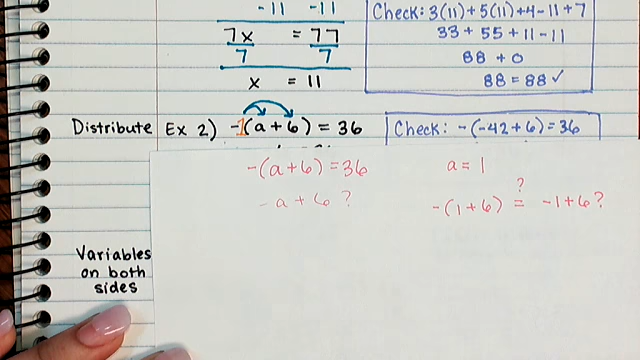 -11 -11
7x = 77
7 7
x = 11
Check: 3(11)+5(11)+4-11+7
33 + 55 + 11 - 11
88 + 0
88 = 88 ✓
Distribute
Ex 2) -1(a+6) = 36
Check: -(-42+6)=36
-(a+6)=36
-a+6?
a=1
-(1+6) ≟ -1+6?
Variables
on both
sides